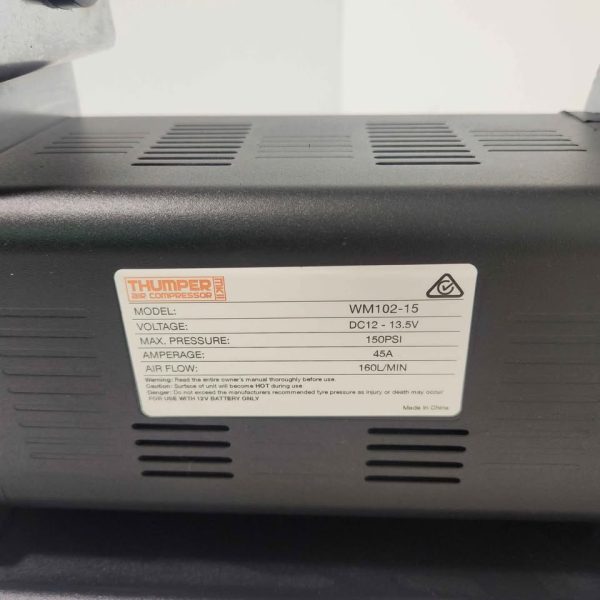 THUMPER MKII
AIR COMPRESSOR
MODEL: WM102-15
VOLTAGE: DC12 - 13.5V
MAX. PRESSURE: 150PSI
AMPERAGE: 45A
AIR FLOW: 160L/MIN
Warning: Read the entire owner's manual thoroughly before use.
Caution: Surface of unit will become HOT during use
Danger: Do not exceed the manufacturers recommended tyre pressure as injury or death may occur
FOR USE WITH 12V BATTERY ONLY
Made In China